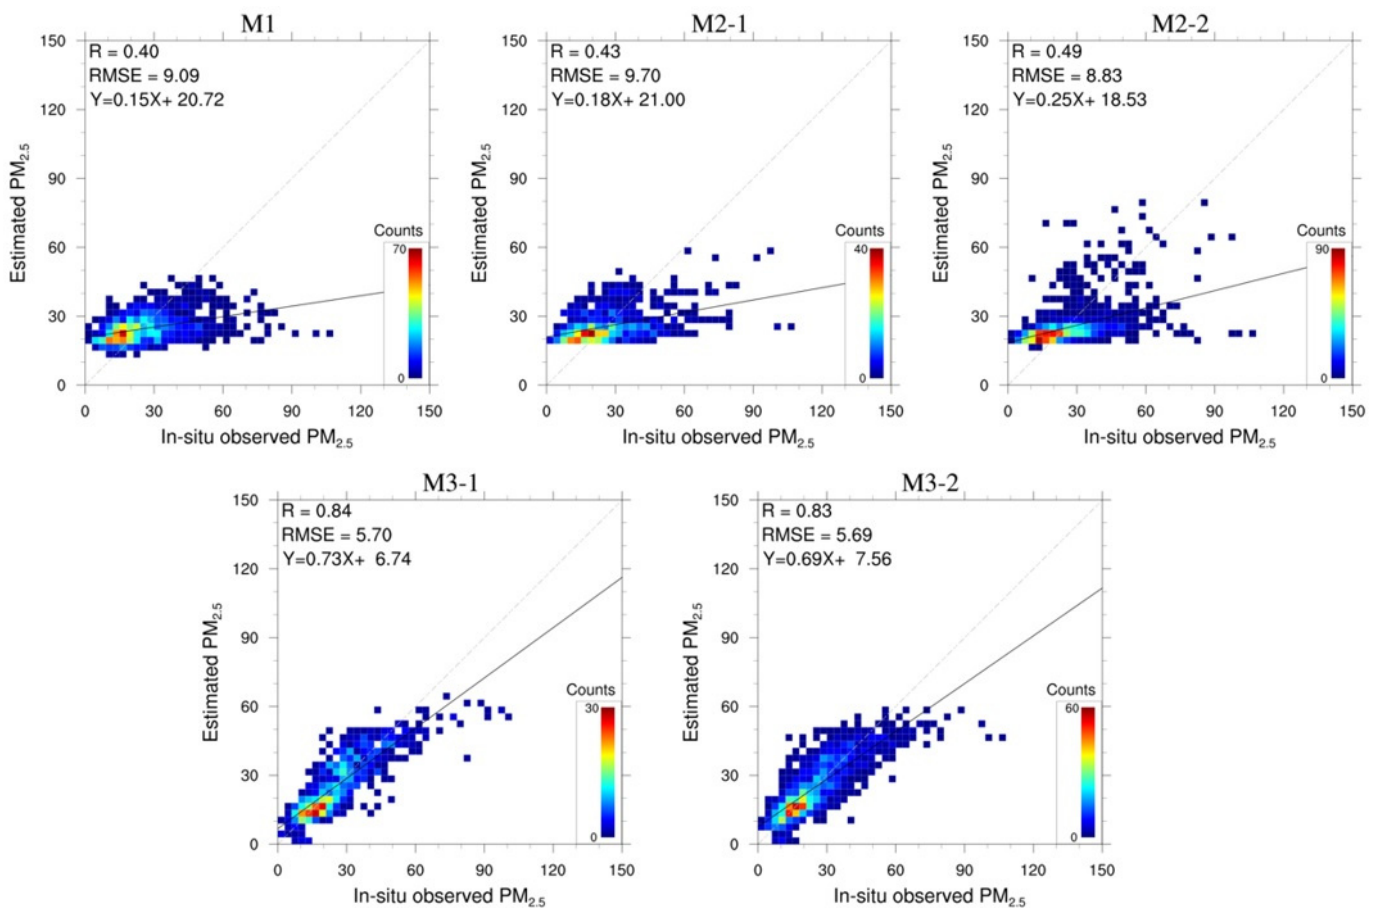 M1
R = 0.40
RMSE = 9.09
Y=0.15X+ 20.72
150
120
90
60
30
0
Estimated PM2.5
Counts
70
0
0 30 60 90 120 150
In-situ observed PM2.5
M2-1
R = 0.43
RMSE = 9.70
Y=0.18X+ 21.00
150
120
90
60
30
0
Estimated PM2.5
Counts
40
0
0 30 60 90 120 150
In-situ observed PM2.5
M2-2
R = 0.49
RMSE = 8.83
Y=0.25X+ 18.53
150
120
90
60
30
0
Estimated PM2.5
Counts
90
0
0 30 60 90 120 150
In-situ observed PM2.5
M3-1
R = 0.84
RMSE = 5.70
Y=0.73X+ 6.74
150
120
90
60
30
0
Estimated PM2.5
Counts
30
0
0 30 60 90 120 150
In-situ observed PM2.5
M3-2
R = 0.83
RMSE = 5.69
Y=0.69X+ 7.56
150
120
90
60
30
0
Estimated PM2.5
Counts
60
0
0 30 60 90 120 150
In-situ observed PM2.5